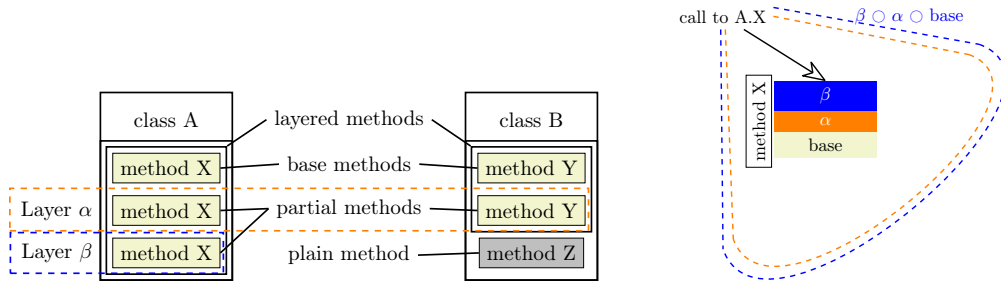 call to A.X
β ○ α ○ base
method X
β
α
base
class A
layered methods
class B
method X
base methods
method Y
Layer α
method X
partial methods
method Y
Layer β
method X
plain method
method Z